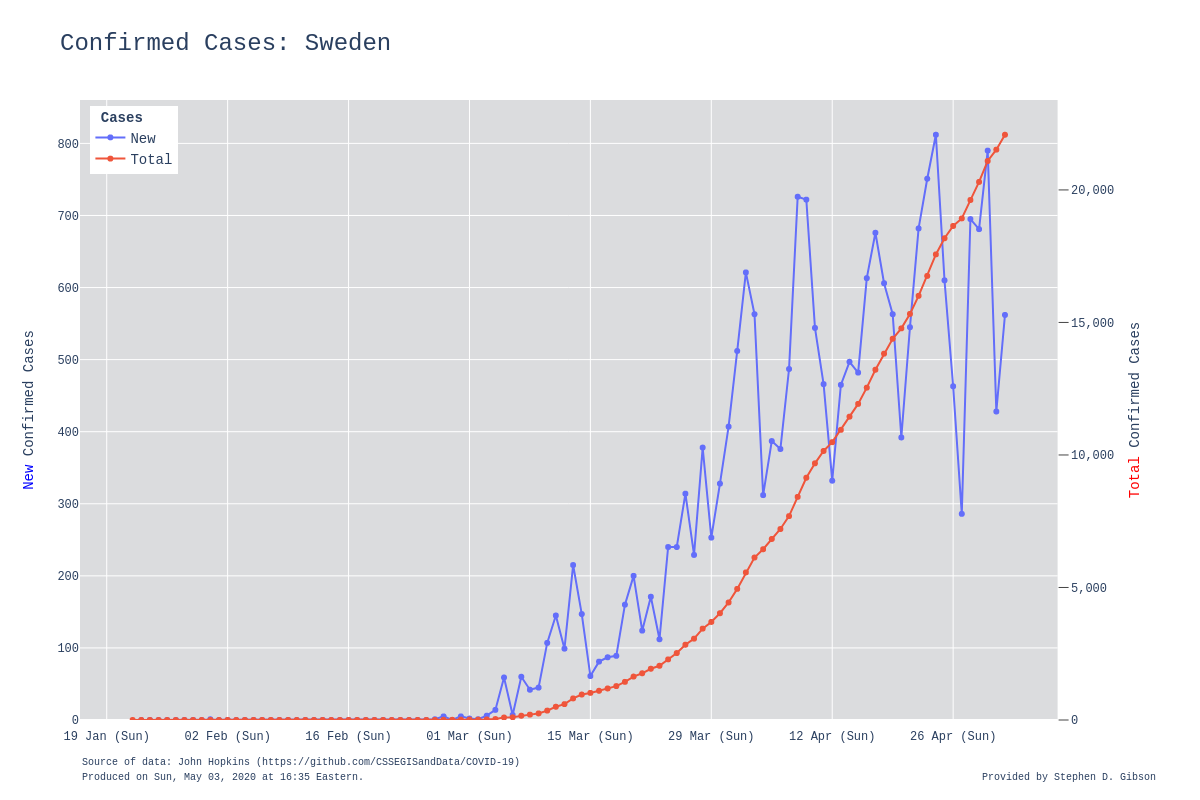 Confirmed Cases: Sweden
Cases
New
Total
800
700
600
500
400
300
200
100
0
20,000
15,000
10,000
5,000
0
New Confirmed Cases
Total Confirmed Cases
19 Jan (Sun) 02 Feb (Sun) 16 Feb (Sun) 01 Mar (Sun) 15 Mar (Sun) 29 Mar (Sun) 12 Apr (Sun) 26 Apr (Sun)
Source of data: John Hopkins (https://github.com/CSSEGISandData/COVID-19)
Produced on Sun, May 03, 2020 at 16:35 Eastern.
Provided by Stephen D. Gibson